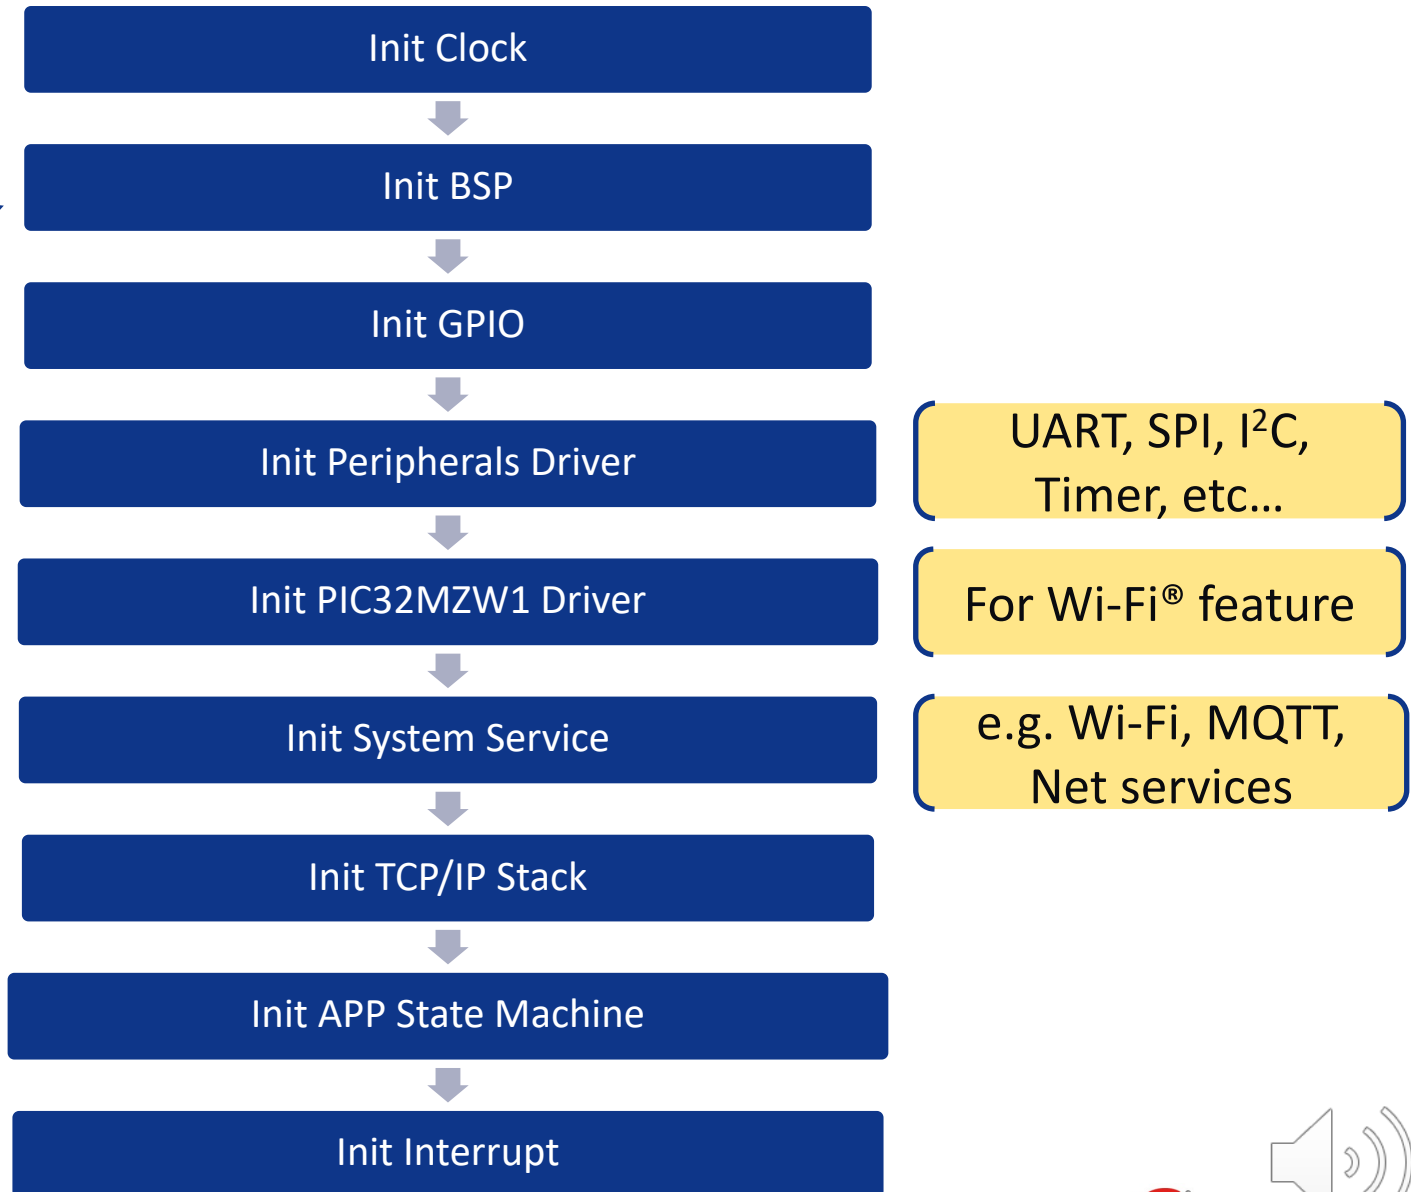 Init Clock
Init BSP
Init GPIO
Init Peripherals Driver
UART, SPI, I²C,
Timer, etc...
Init PIC32MZW1 Driver
For Wi-Fi® feature
Init System Service
e.g. Wi-Fi, MQTT,
Net services
Init TCP/IP Stack
Init APP State Machine
Init Interrupt